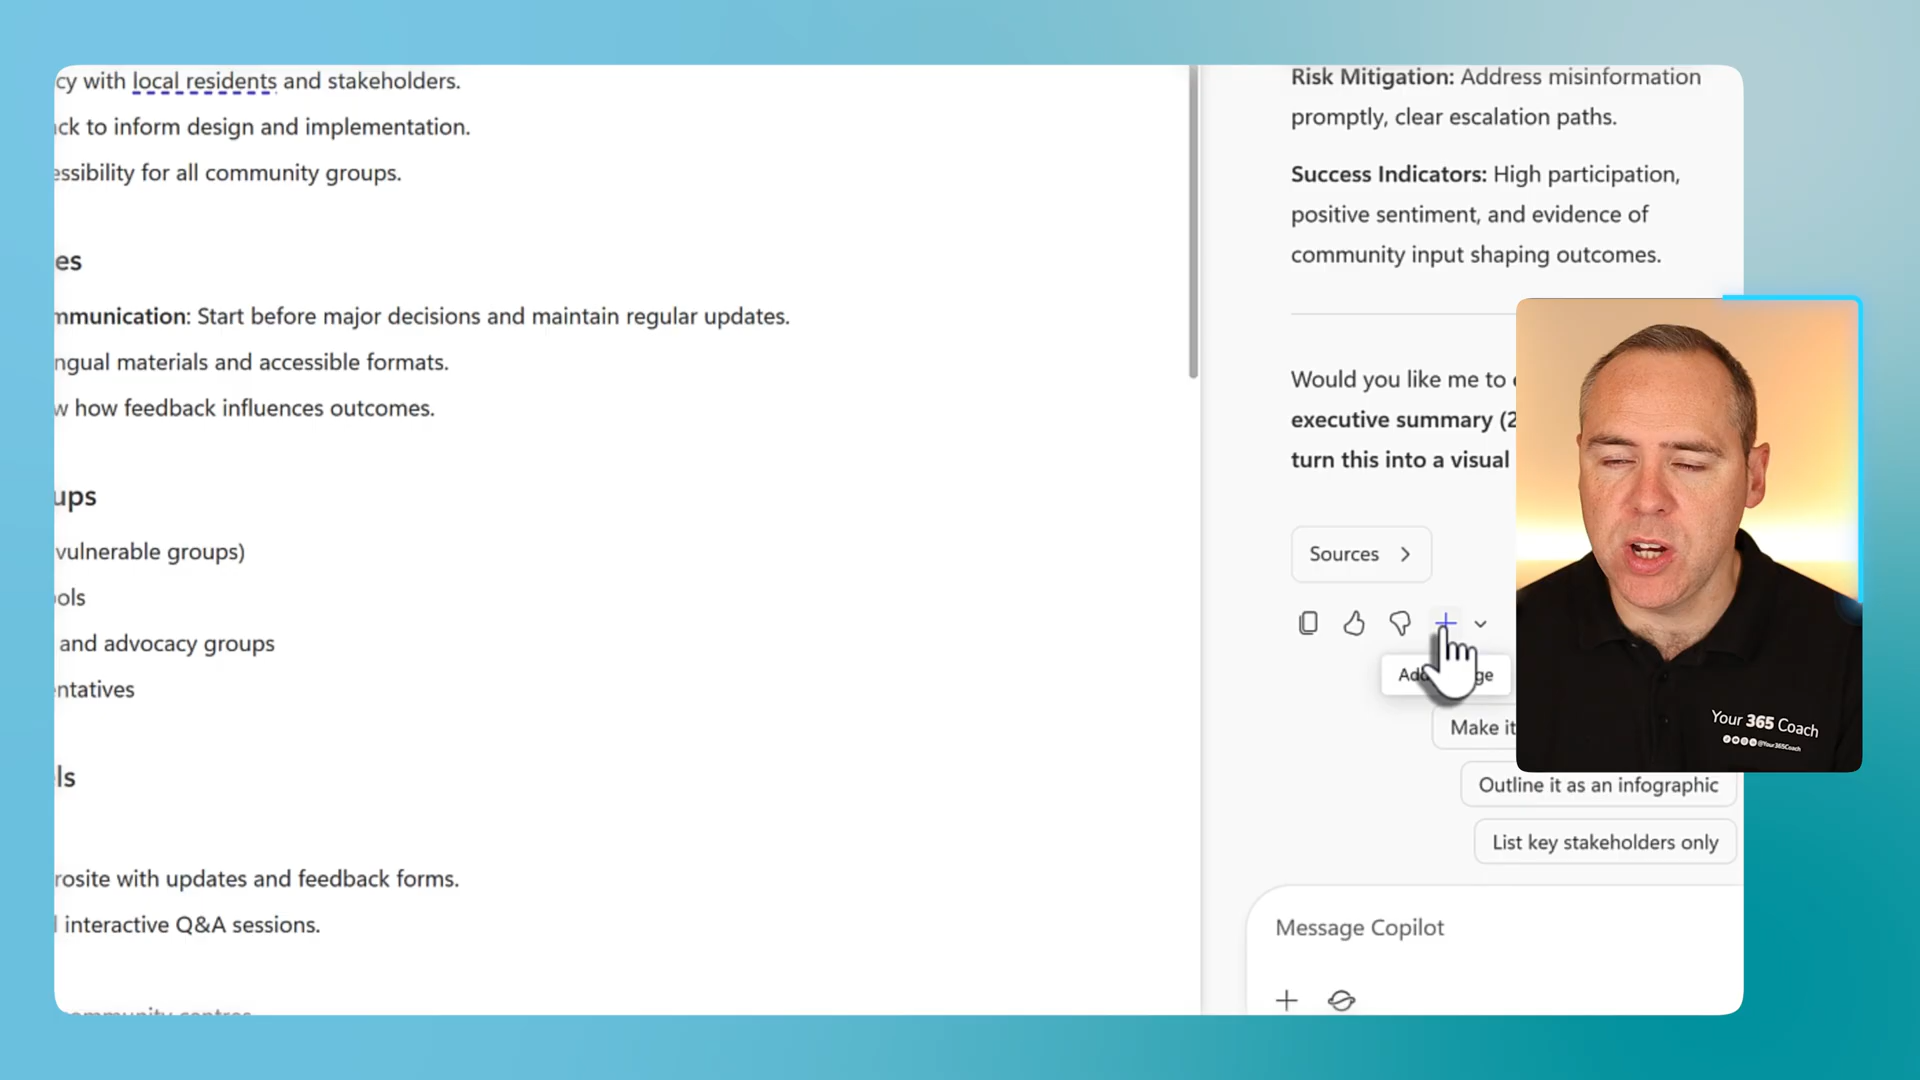 cy with local residents and stakeholders.
ck to inform design and implementation.
essibility for all community groups.
es
mmunication: Start before major decisions and maintain regular updates.
ngual materials and accessible formats.
w how feedback influences outcomes.
ups
vulnerable groups)
ols
and advocacy groups
entatives
ls
rosite with updates and feedback forms.
interactive Q&A sessions.
Risk Mitigation: Address misinformation
promptly, clear escalation paths.
Success Indicators: High participation,
positive sentiment, and evidence of
community input shaping outcomes.
Would you like me to
executive summary (2
turn this into a visual
Sources
Make it
Outline it as an infographic
List key stakeholders only
Message Copilot
Your 365 Coach
@Your365Coach